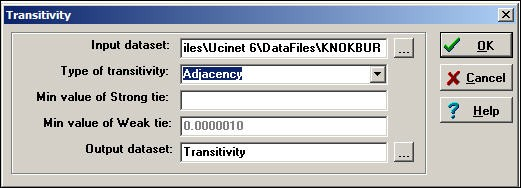 Transitivity
Input dataset: iles\Ucinet 6\DataFiles\KNOKBUR ...
OK
Type of transitivity: Adjacency
Cancel
Min value of Strong tie:
Help
Min value of Weak tie: 0.0000010
Output dataset: Transitivity ...